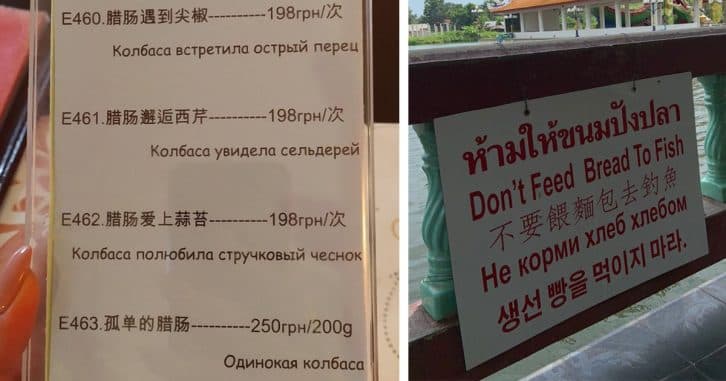 E460.腊肠遇到尖椒----------198грн/次
Колбаса встретила острый перец
E461.腊肠邂逅西芹----------198грн/次
Колбаса увидела сельдерей
E462.腊肠爱上蒜苔----------198грн/次
Колбаса полюбила стручковый чеснок
E463.孤单的腊肠----------250грн/200g
Одинокая колбаса
ห้ามให้ขนมปังปลา
Don't Feed Bread To Fish
不要餵麵包去釣魚
Не корми хлеб хлебом
생선 빵을 먹이지 마라.